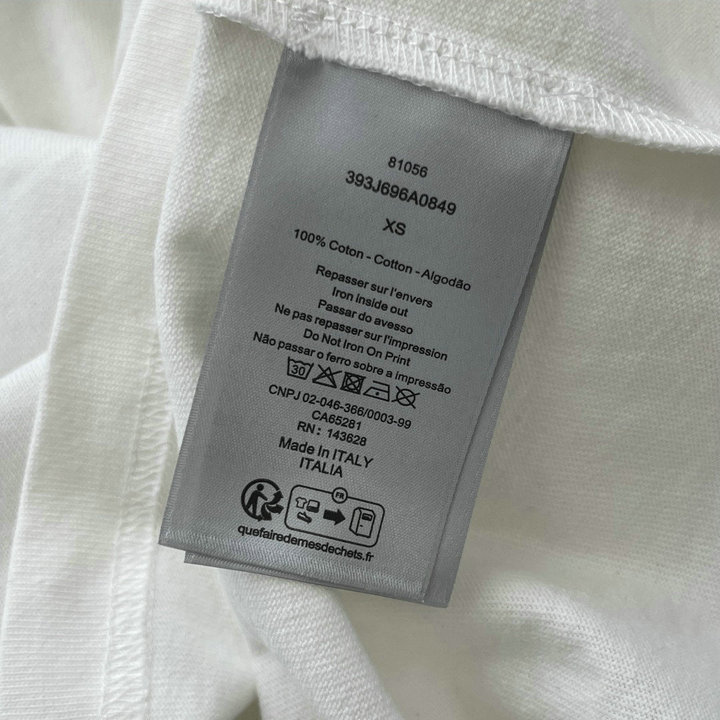 81056
393J696A0849
XS
100% Coton - Cotton - Algodão
Repasser sur l'envers
Iron inside out
Passar do avesso
Ne pas repasser sur l'impression
Do Not Iron On Print
Não passar o ferro sobre a impressão
30
CNPJ 02-046-366/0003-99
CA65281
RN: 143628
Made In ITALY
ITALIA
FR
quefairedemesdechets.fr